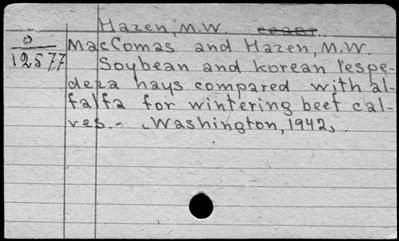 Hazen, M.W.
0
12577
MacComas and Hazen, M.W.
Soybean and korean lespe-
deza hays compared with al-
falfa for wintering beef cal-
ves.- Washington, 1942.